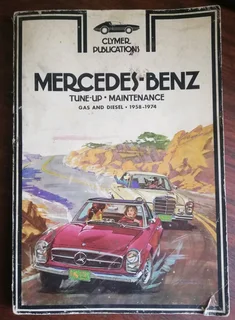 CLYMER
PUBLICATIONS
MERCEDES-BENZ
TUNE-UP • MAINTENANCE
GAS AND DIESEL • 1958-1974